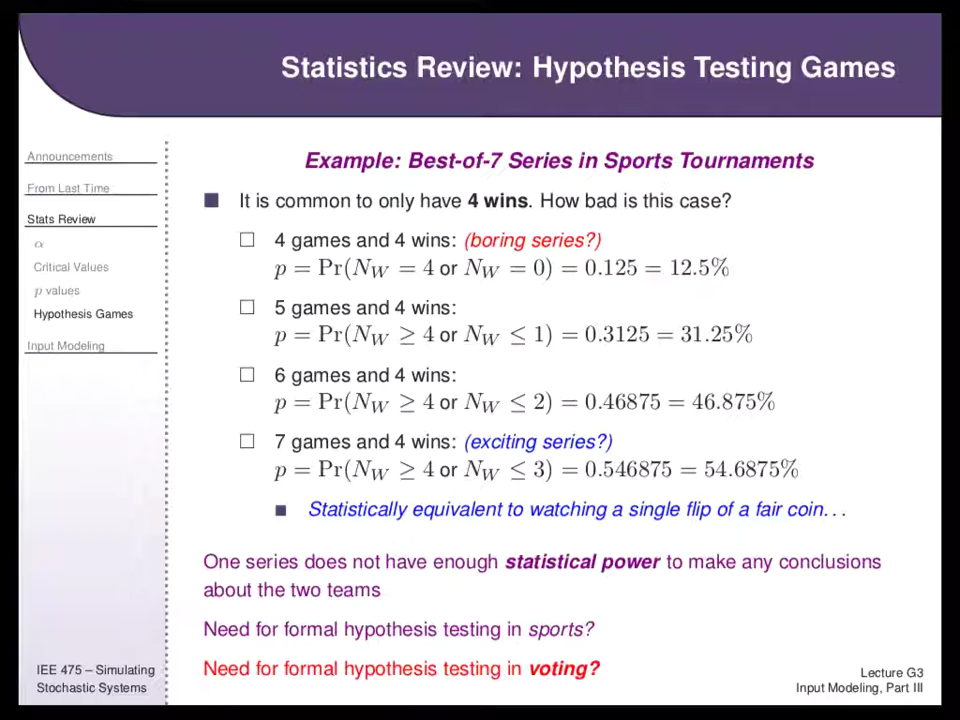 Statistics Review: Hypothesis Testing Games
Announcements
From Last Time
Stats Review
α
Critical Values
p values
Hypothesis Games
Input Modeling
Example: Best-of-7 Series in Sports Tournaments
It is common to only have 4 wins. How bad is this case?
4 games and 4 wins: (boring series?)
p = Pr(N_W = 4 or N_W = 0) = 0.125 = 12.5%
5 games and 4 wins:
p = Pr(N_W ≥ 4 or N_W ≤ 1) = 0.3125 = 31.25%
6 games and 4 wins:
p = Pr(N_W ≥ 4 or N_W ≤ 2) = 0.46875 = 46.875%
7 games and 4 wins: (exciting series?)
p = Pr(N_W ≥ 4 or N_W ≤ 3) = 0.546875 = 54.6875%
Statistically equivalent to watching a single flip of a fair coin...
One series does not have enough statistical power to make any conclusions
about the two teams
Need for formal hypothesis testing in sports?
Need for formal hypothesis testing in voting?
IEE 475 – Simulating
Stochastic Systems
Lecture G3
Input Modeling, Part III